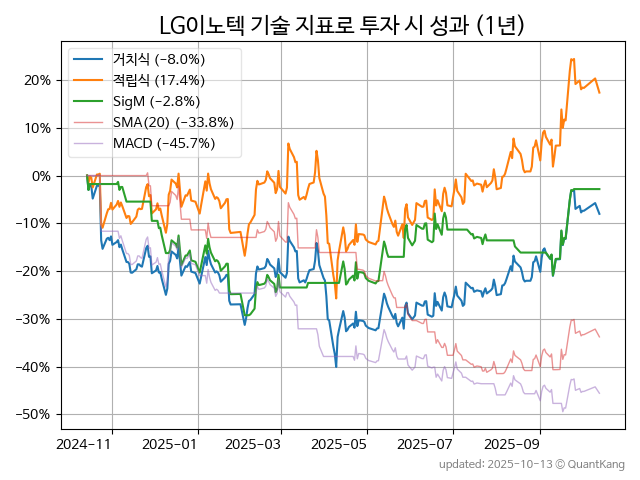 LG이노텍 기술 지표로 투자 시 성과 (1년)
거치식 (−8.0%)
적립식 (17.4%)
SigM (−2.8%)
SMA(20) (−33.8%)
MACD (−45.7%)
20%
10%
0%
−10%
−20%
−30%
−40%
−50%
2024−11
2025−01
2025−03
2025−05
2025−07
2025−09
updated: 2025-10-13 © QuantKang